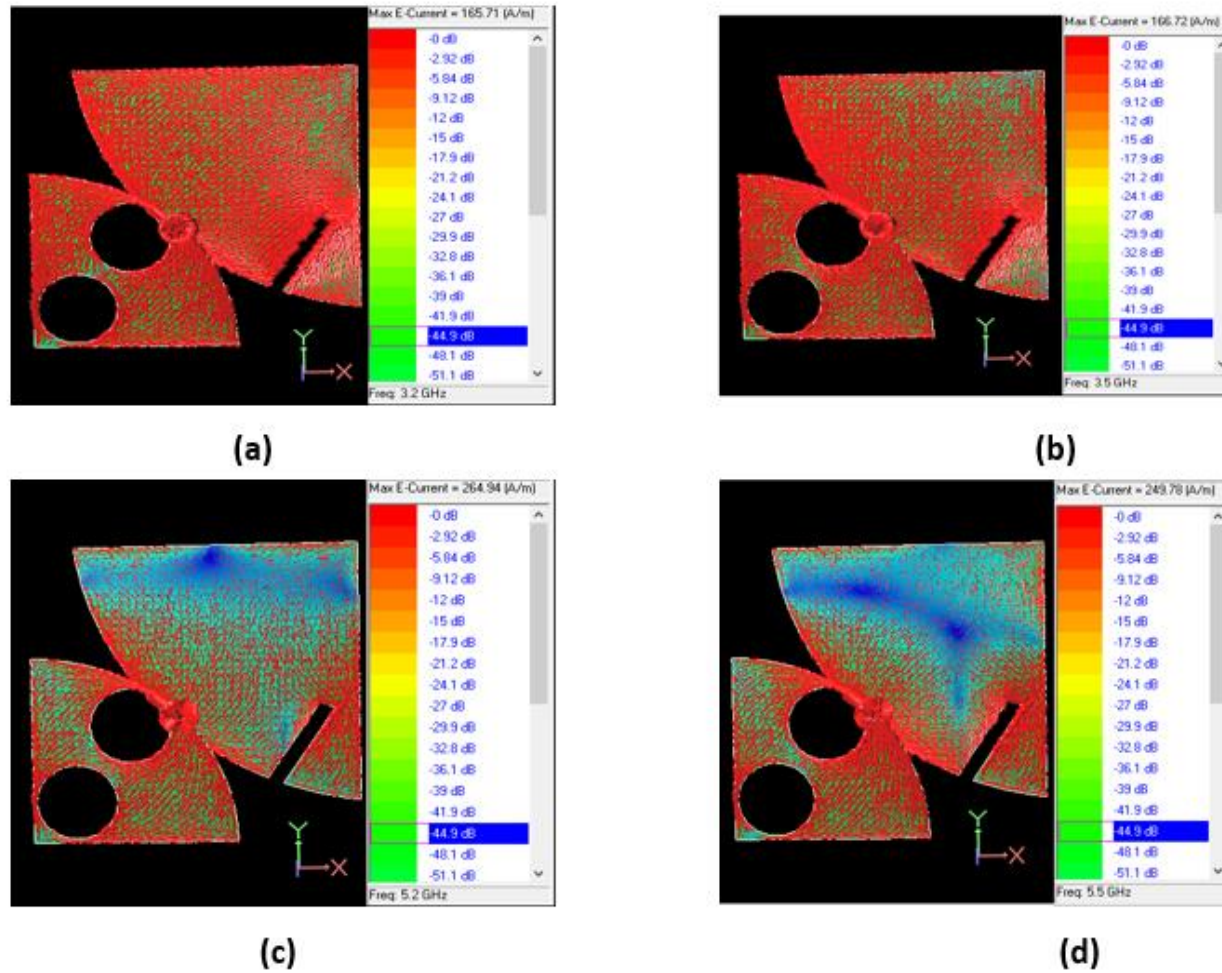 Max E-Current = 165.71 (A/m)
-0 dB
-2.92 dB
-5.84 dB
-9.12 dB
-12 dB
-15 dB
-17.9 dB
-21.2 dB
-24.1 dB
-27 dB
-29.9 dB
-32.8 dB
-36.1 dB
-39 dB
-41.9 dB
-44.9 dB
-48.1 dB
-51.1 dB
Y
X
Freq: 3.2 GHz
(a)
Max E-Current = 166.72 (A/m)
-0 dB
-2.92 dB
-5.84 dB
-9.12 dB
-12 dB
-15 dB
-17.9 dB
-21.2 dB
-24.1 dB
-27 dB
-29.9 dB
-32.8 dB
-36.1 dB
-39 dB
-41.9 dB
-44.9 dB
-48.1 dB
-51.1 dB
Y
X
Freq: 3.5 GHz
(b)
Max E-Current = 264.94 (A/m)
-0 dB
-2.92 dB
-5.84 dB
-9.12 dB
-12 dB
-15 dB
-17.9 dB
-21.2 dB
-24.1 dB
-27 dB
-29.9 dB
-32.8 dB
-36.1 dB
-39 dB
-41.9 dB
-44.9 dB
-48.1 dB
-51.1 dB
Y
X
Freq: 5.2 GHz
(c)
Max E-Current = 249.78 (A/m)
-0 dB
-2.92 dB
-5.84 dB
-9.12 dB
-12 dB
-15 dB
-17.9 dB
-21.2 dB
-24.1 dB
-27 dB
-29.9 dB
-32.8 dB
-36.1 dB
-39 dB
-41.9 dB
-44.9 dB
-48.1 dB
-51.1 dB
Y
X
Freq: 5.5 GHz
(d)